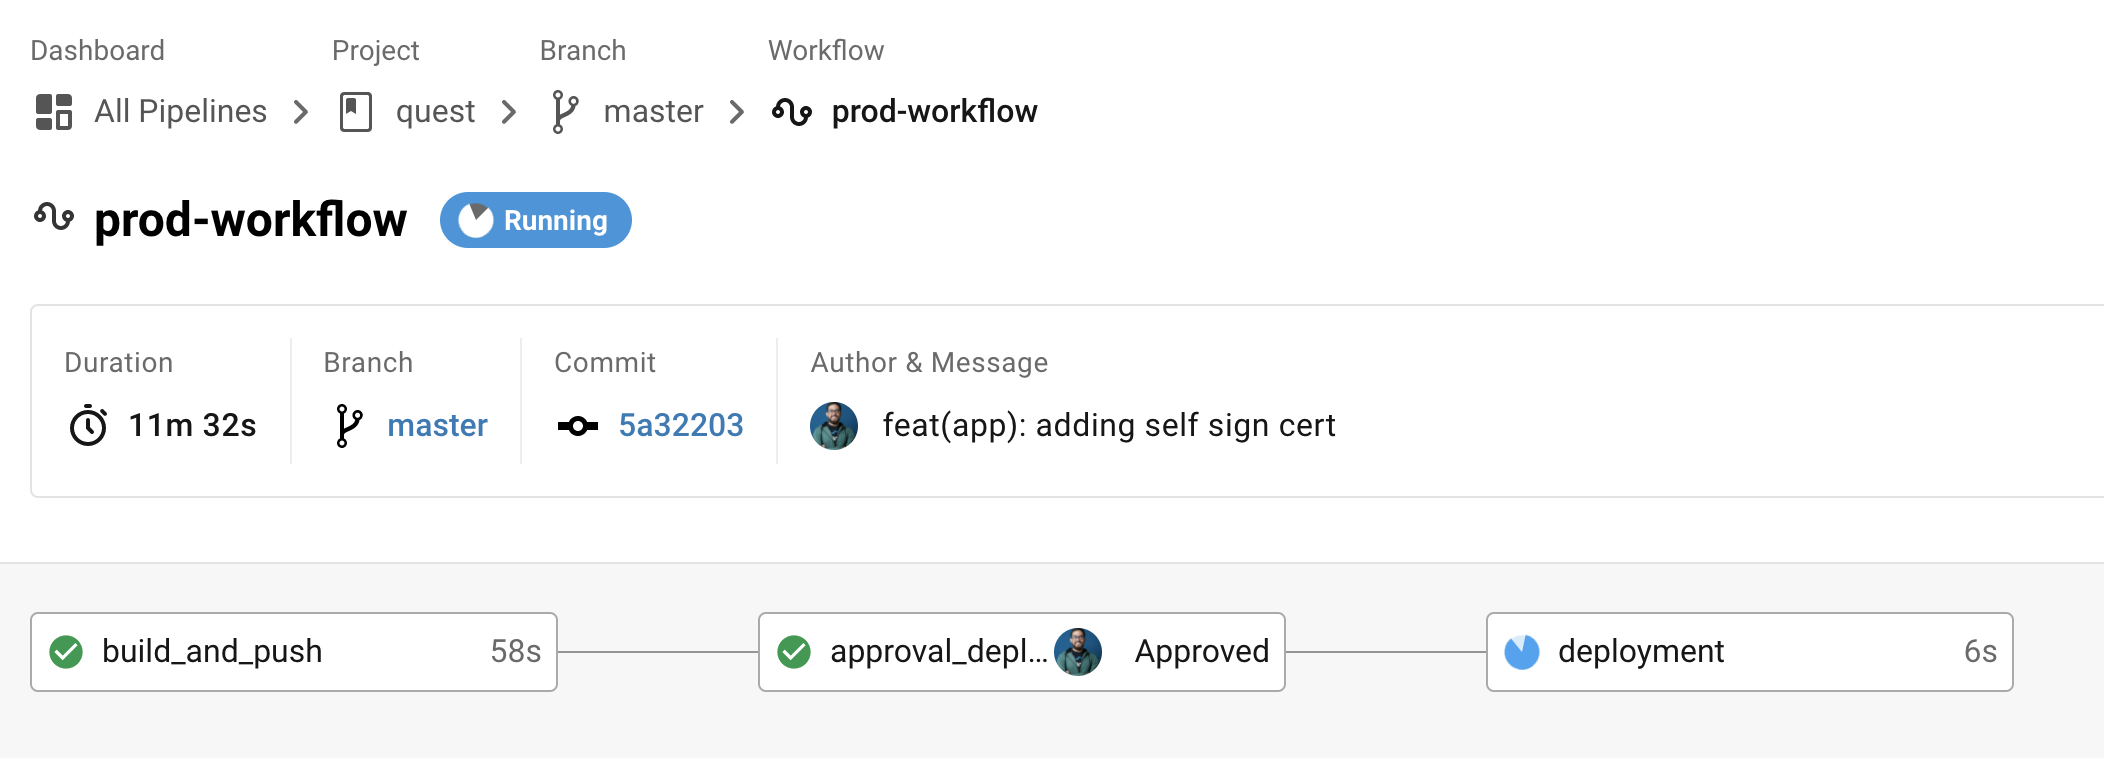 Dashboard Project Branch Workflow
All Pipelines quest master prod-workflow
prod-workflow Running
Duration Branch Commit Author & Message
11m 32s master 5a32203 feat(app): adding self sign cert
build_and_push 58s approval_depl... Approved deployment 6s